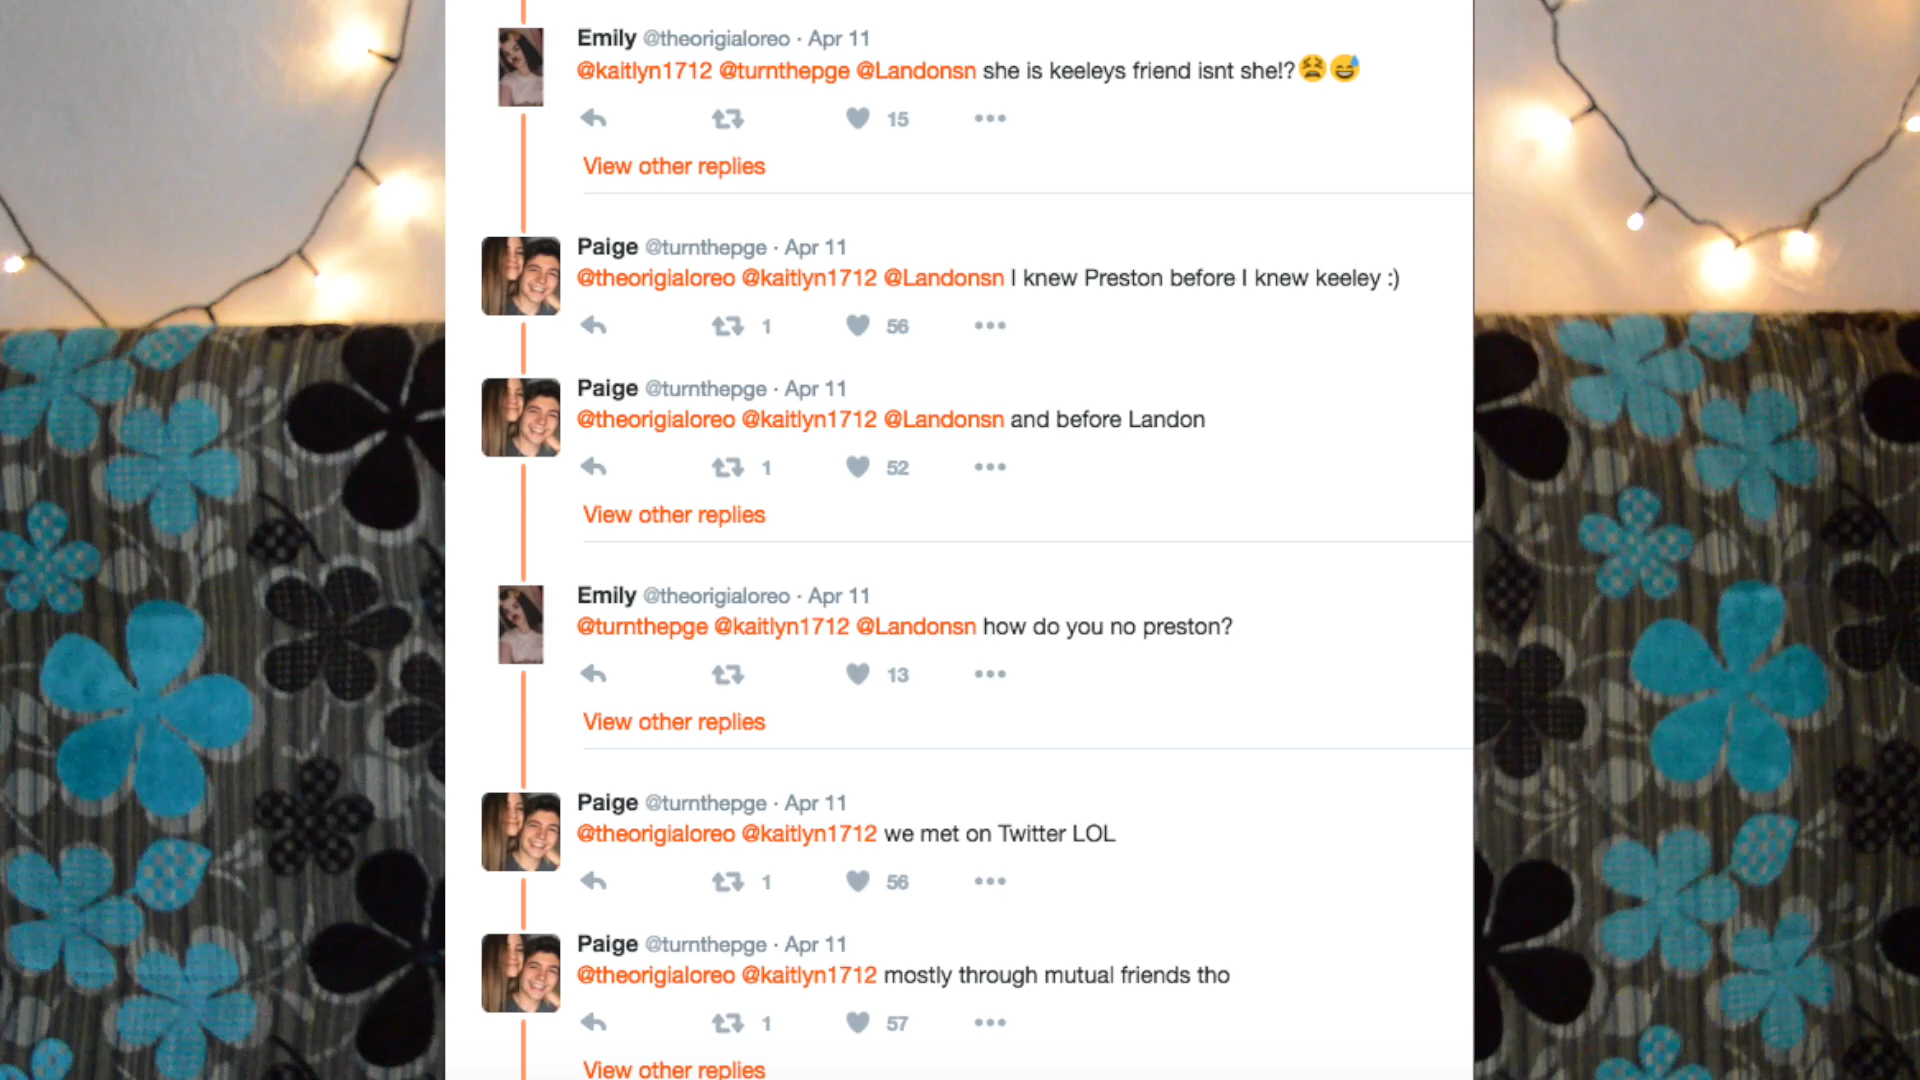 Emily @theorigialoreo · Apr 11
@kaitlyn1712 @turnthepge @Landonsn she is keeleys friend isnt she!?😫😅
15
View other replies
Paige @turnthepge · Apr 11
@theorigialoreo @kaitlyn1712 @Landonsn I knew Preston before I knew keeley :)
1 56
Paige @turnthepge · Apr 11
@theorigialoreo @kaitlyn1712 @Landonsn and before Landon
1 52
View other replies
Emily @theorigialoreo · Apr 11
@turnthepge @kaitlyn1712 @Landonsn how do you no preston?
13
View other replies
Paige @turnthepge · Apr 11
@theorigialoreo @kaitlyn1712 we met on Twitter LOL
1 56
Paige @turnthepge · Apr 11
@theorigialoreo @kaitlyn1712 mostly through mutual friends tho
1 57
View other replies